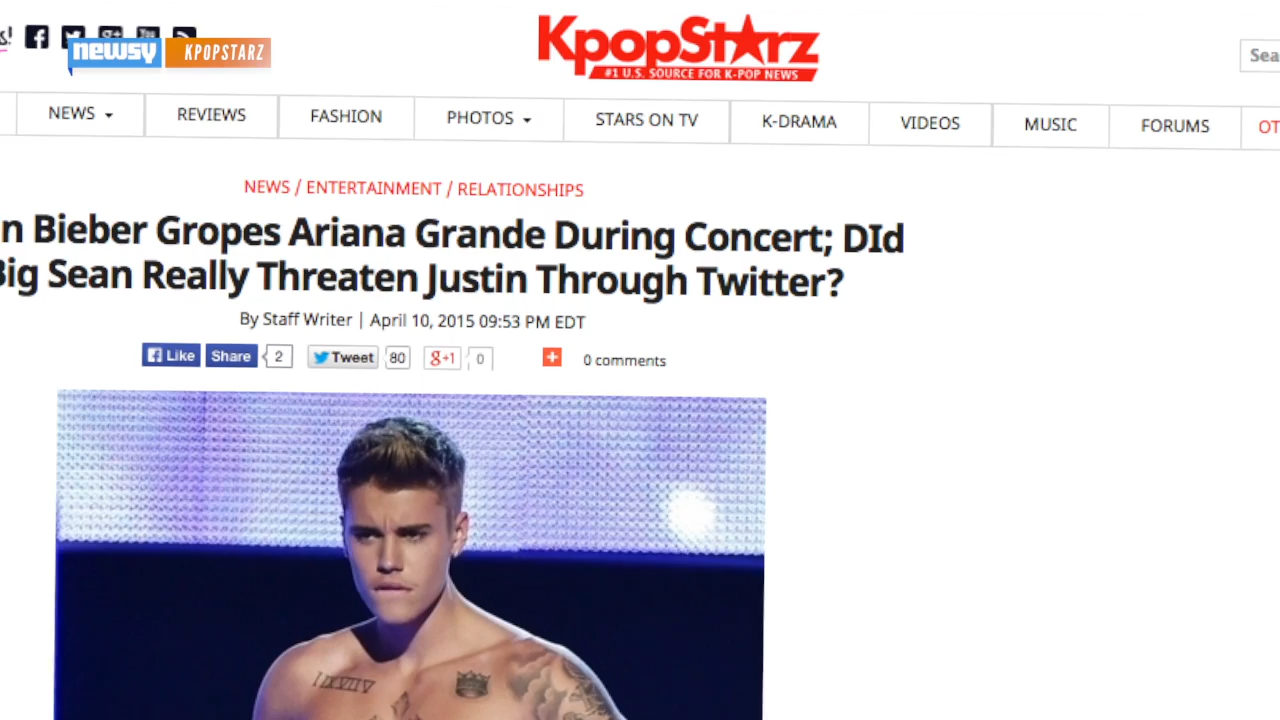 s!
newsy KPOPSTARZ
KpopStarz
#1 U.S. SOURCE FOR K-POP NEWS
Sea
NEWS REVIEWS FASHION PHOTOS STARS ON TV K-DRAMA VIDEOS MUSIC FORUMS OT
NEWS / ENTERTAINMENT / RELATIONSHIPS
n Bieber Gropes Ariana Grande During Concert; DId
Big Sean Really Threaten Justin Through Twitter?
By Staff Writer | April 10, 2015 09:53 PM EDT
Like Share 2 Tweet 80 g+1 0 + 0 comments